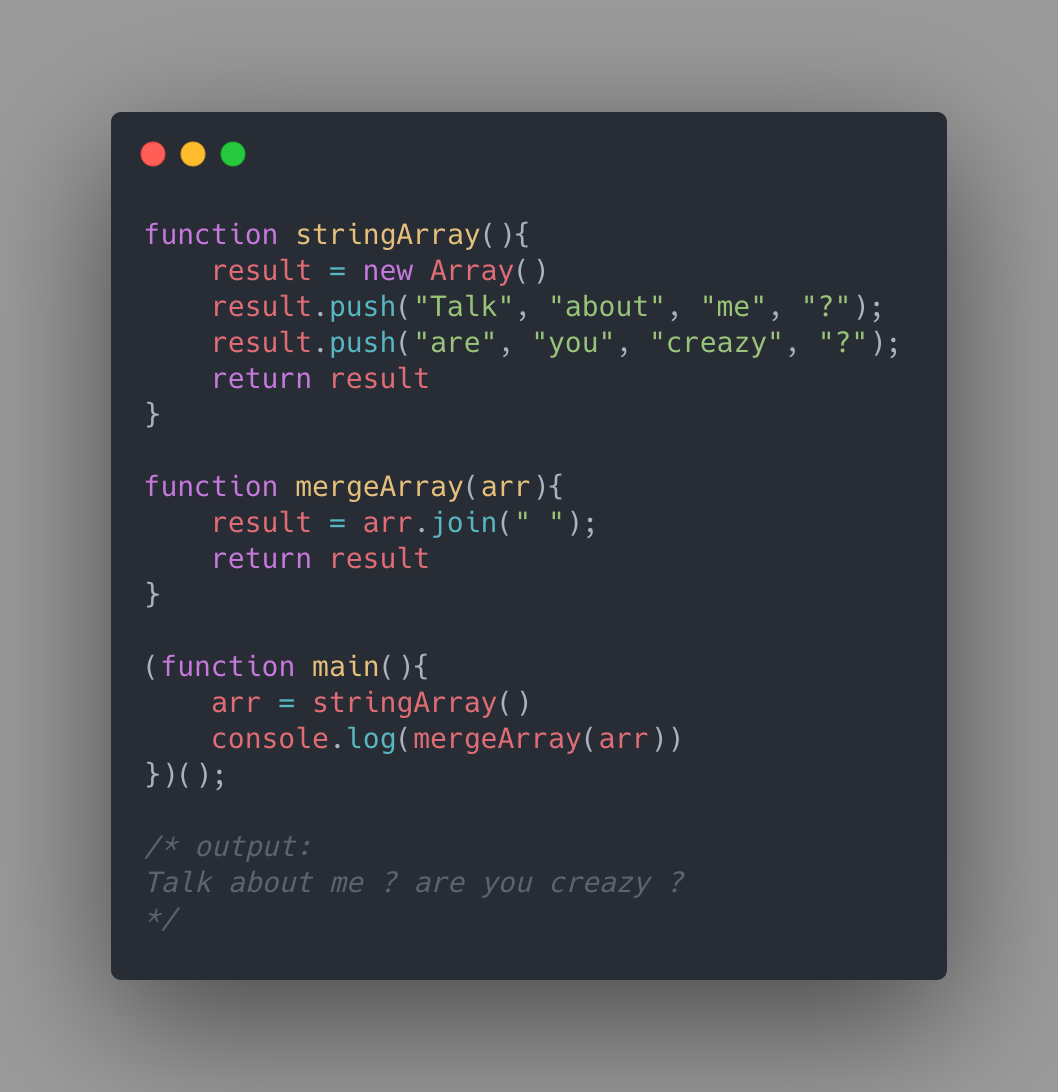 function stringArray(){
    result = new Array()
    result.push("Talk", "about", "me", "?");
    result.push("are", "you", "creazy", "?");
    return result
}

function mergeArray(arr){
    result = arr.join(" ");
    return result
}

(function main(){
    arr = stringArray()
    console.log(mergeArray(arr))
})();

/* output:
Talk about me ? are you creazy ?
*/